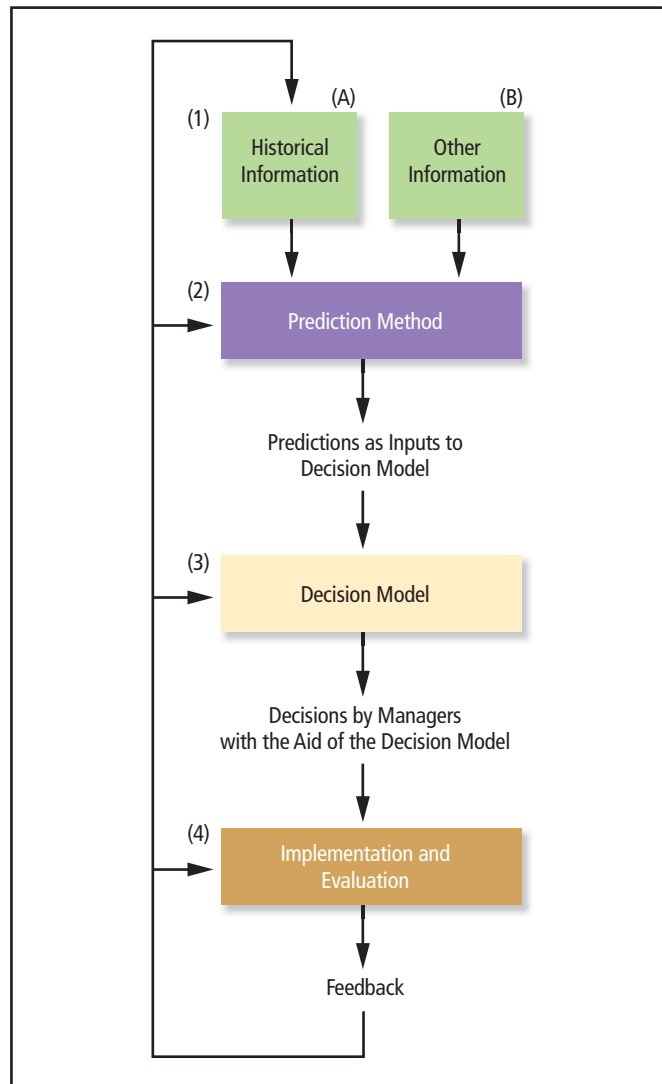 (A)
(B)
(1)
Historical
Information
Other
Information
(2)
Prediction Method
Predictions as Inputs to
Decision Model
(3)
Decision Model
Decisions by Managers
with the Aid of the Decision Model
(4)
Implementation and
Evaluation
Feedback